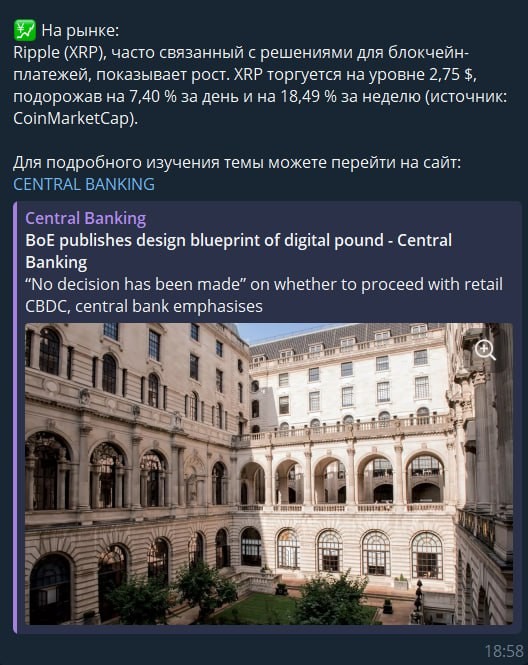 На рынке:
Ripple (XRP), часто связанный с решениями для блокчейн-
платежей, показывает рост. XRP торгуется на уровне 2,75 $,
подорожав на 7,40 % за день и на 18,49 % за неделю (источник:
CoinMarketCap).
Для подробного изучения темы можете перейти на сайт:
CENTRAL BANKING
Central Banking
BoE publishes design blueprint of digital pound - Central
Banking
“No decision has been made” on whether to proceed with retail
CBDC, central bank emphasises
18:58